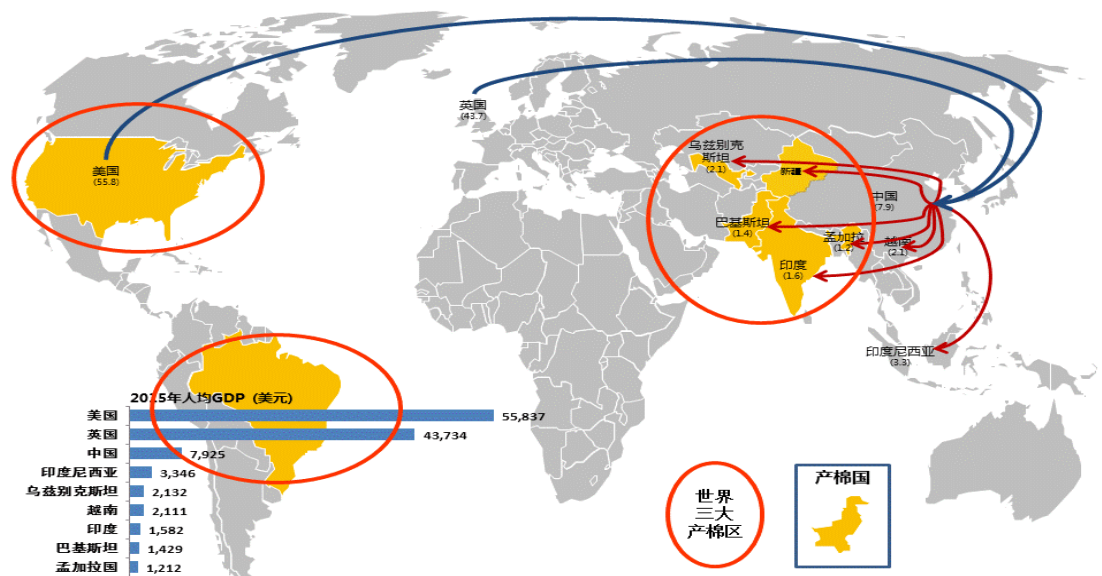 英国
(43.7)
美国
(55.8)
乌兹别克
斯坦
(2.1)
新疆
中国
(7.9)
巴基斯坦
(1.4)
孟加拉
(1.2)
越南
(2.1)
印度
(1.6)
印度尼西亚
(3.3)
2015年人均GDP (美元)
美国 55,837
英国 43,734
中国 7,925
印度尼西亚 3,346
乌兹别克斯坦 2,132
越南 2,111
印度 1,582
巴基斯坦 1,429
孟加拉国 1,212
世界
三大
产棉区
产棉国